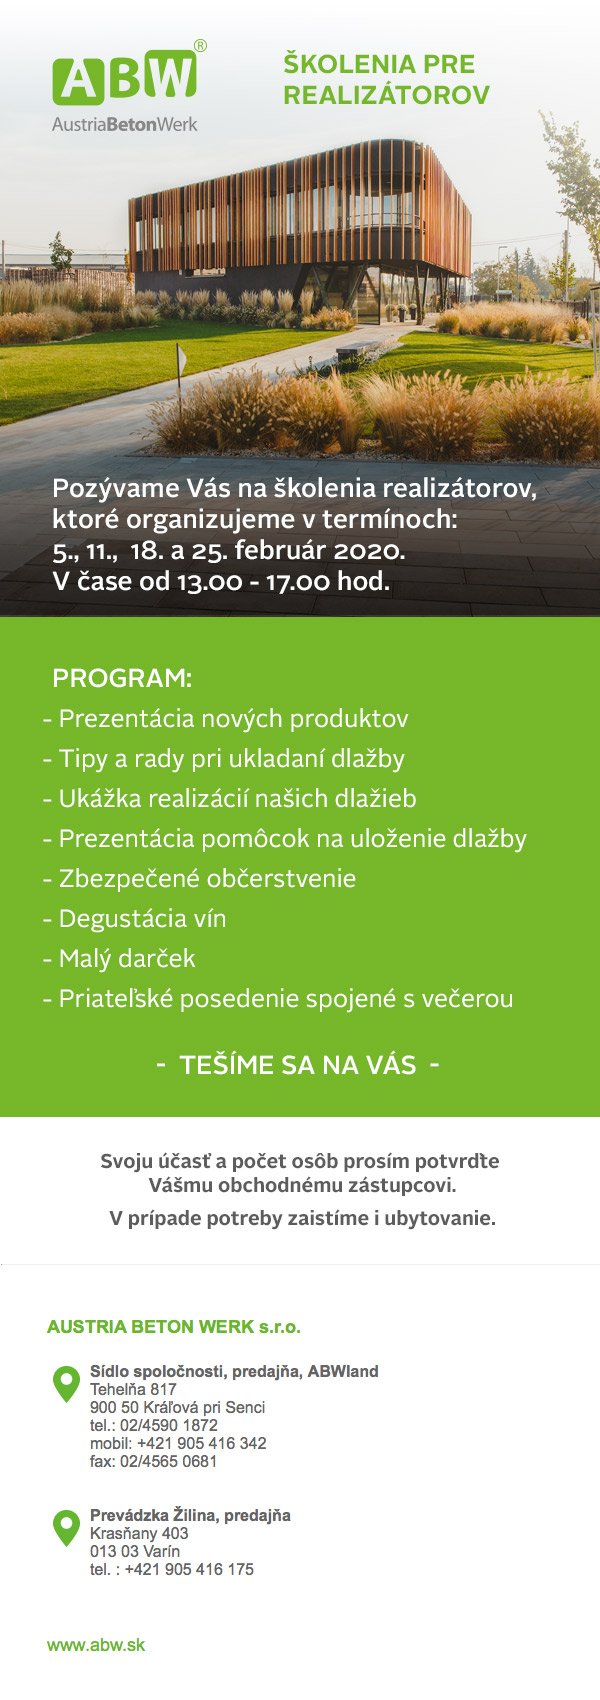 ABW®
AustriaBetonWerk
ŠKOLENIA PRE
REALIZÁTOROV
Pozývame Vás na školenia realizátorov,
ktoré organizujeme v termínoch:
5., 11., 18. a 25. február 2020.
V čase od 13.00 - 17.00 hod.
PROGRAM:
- Prezentácia nových produktov
- Tipy a rady pri ukladaní dlažby
- Ukážka realizácií našich dlažieb
- Prezentácia pomôcok na uloženie dlažby
- Zbezpečené občerstvenie
- Degustácia vín
- Malý darček
- Priateľské posedenie spojené s večerou
- TEŠÍME SA NA VÁS -
Svoju účasť a počet osôb prosím potvrďte
Vášmu obchodnému zástupcovi.
V prípade potreby zaistíme i ubytovanie.
AUSTRIA BETON WERK s.r.o.
Sídlo spoločnosti, predajňa, ABWland
Tehelňa 817
900 50 Kráľová pri Senci
tel.: 02/4590 1872
mobil: +421 905 416 342
fax: 02/4565 0681
Prevádzka Žilina, predajňa
Krasňany 403
013 03 Varín
tel. : +421 905 416 175
www.abw.sk